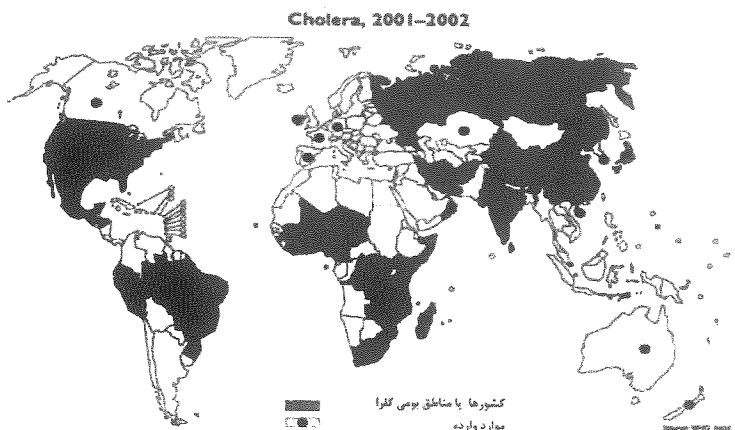 Cholera, 2001–2002
کشورها یا مناطق بومی کلرا
موارد وارده